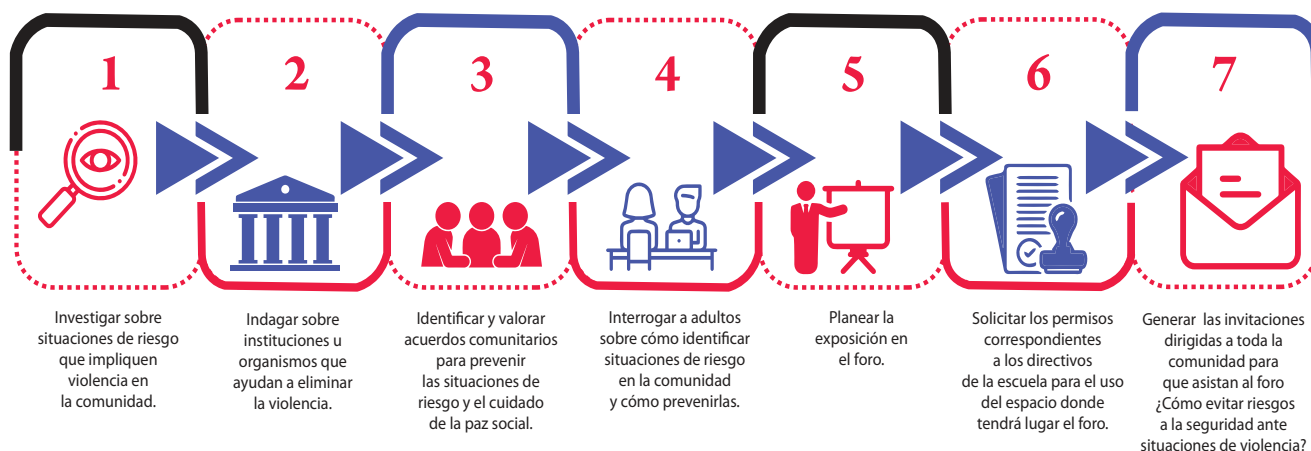 1
Investigar sobre
situaciones de riesgo
que impliquen
violencia en
la comunidad.
2
Indagar sobre
instituciones u
organismos que
ayudan a eliminar
la violencia.
3
Identificar y valorar
acuerdos comunitarios
para prevenir
las situaciones de
riesgo y el cuidado
de la paz social.
4
Interrogar a adultos
sobre cómo identificar
situaciones de riesgo
en la comunidad
y cómo prevenirlas.
5
Planear la
exposición en
el foro.
6
Solicitar los permisos
correspondientes
a los directivos
de la escuela para el uso
del espacio donde
tendrá lugar el foro.
7
Generar las invitaciones
dirigidas a toda la
comunidad para
que asistan al foro
¿Cómo evitar riesgos
a la seguridad ante
situaciones de violencia?